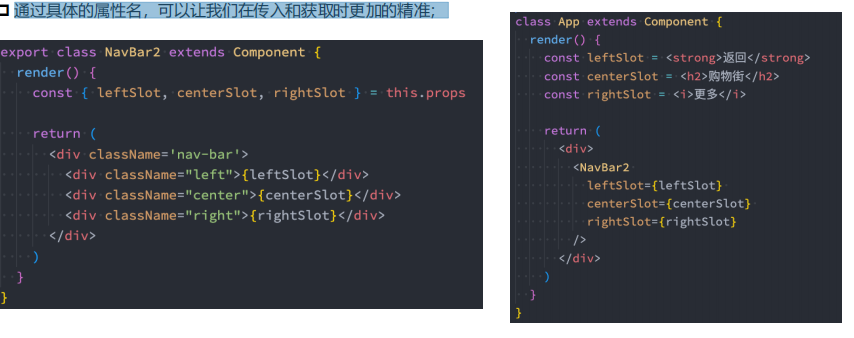 通过具体的属性名，可以让我们在传入和获取时更加的精准；
export class NavBar2 extends Component {
render() {
const { leftSlot, centerSlot, rightSlot } = this.props
return (
<div className='nav-bar'>
<div className="left">{leftSlot}</div>
<div className="center">{centerSlot}</div>
<div className="right">{rightSlot}</div>
</div>
)
}
}
class App extends Component {
render() {
const leftSlot = <strong>返回</strong>
const centerSlot = <h2>购物街</h2>
const rightSlot = <i>更多</i>
return (
<div>
<NavBar2
leftSlot={leftSlot}
centerSlot={centerSlot}
rightSlot={rightSlot}
/>
</div>
)
}
}